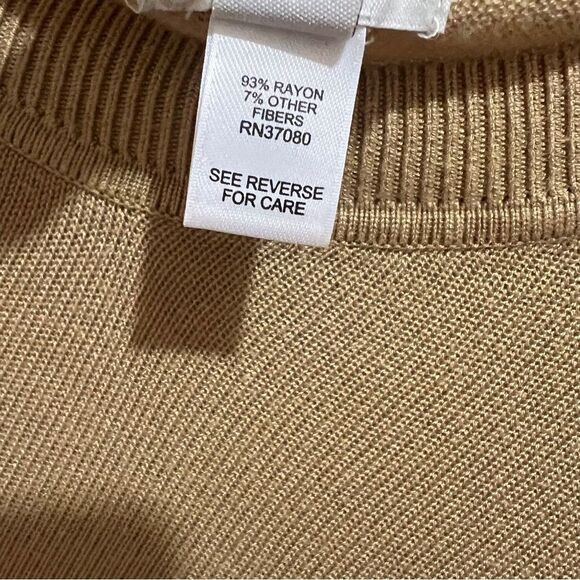 93% RAYON
7% OTHER
FIBERS
RN37080
SEE REVERSE
FOR CARE